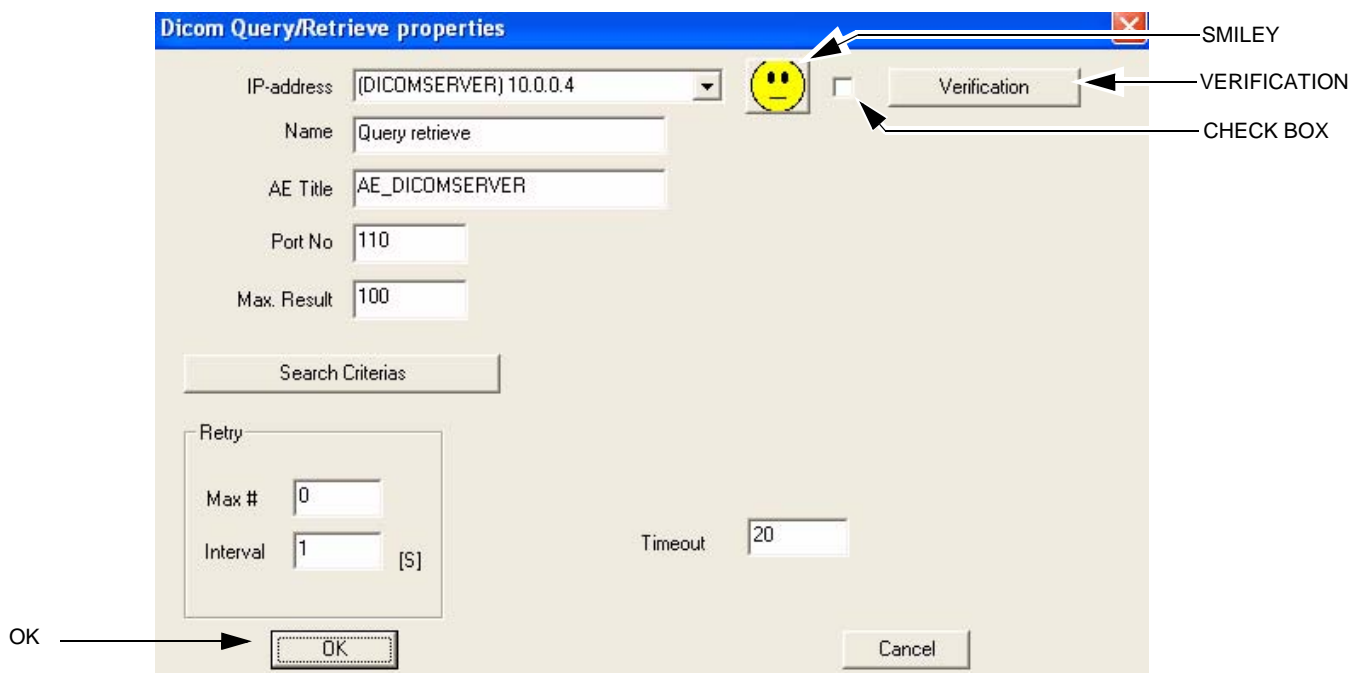 Dicom Query/Retrieve properties
SMILEY
IP-address (DICOMSERVER) 10.0.0.4 Verification
VERIFICATION
CHECK BOX
Name Query retrieve
AE Title AE_DICOMSERVER
Port No 110
Max. Result 100
Search Criterias
Retry
Max # 0
Interval 1 [S]
Timeout 20
OK
OK Cancel